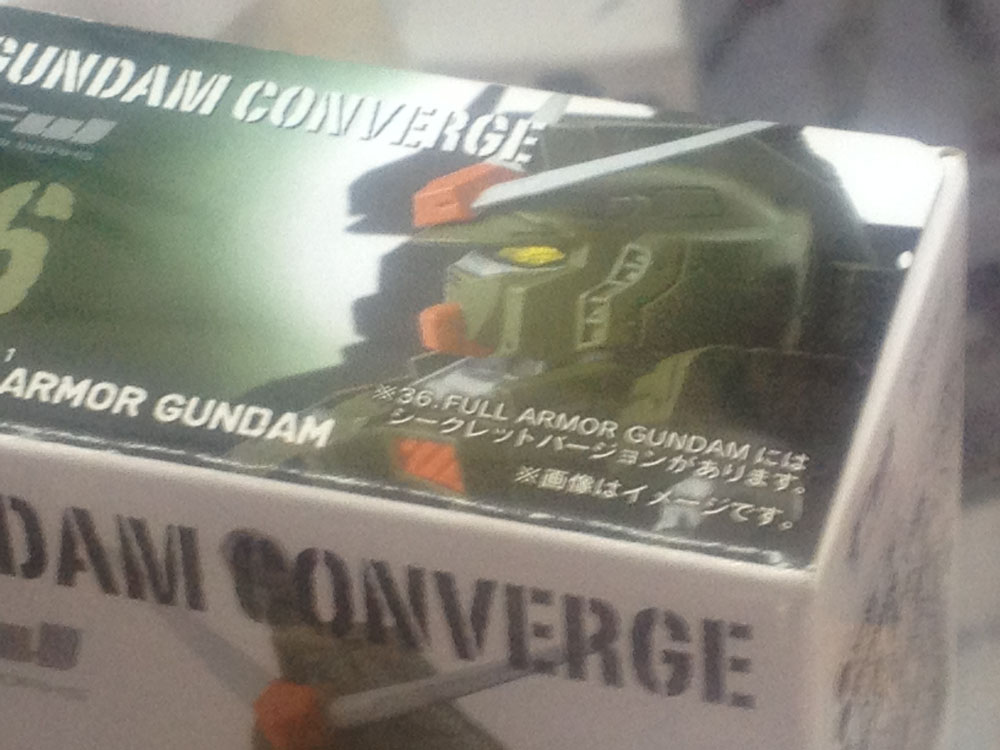 GUNDAM CONVERGE
6
ARMOR GUNDAM
※36.FULL ARMOR GUNDAMには
シークレットバージョンがあります。
※画像はイメージです。
DAM CONVERGE